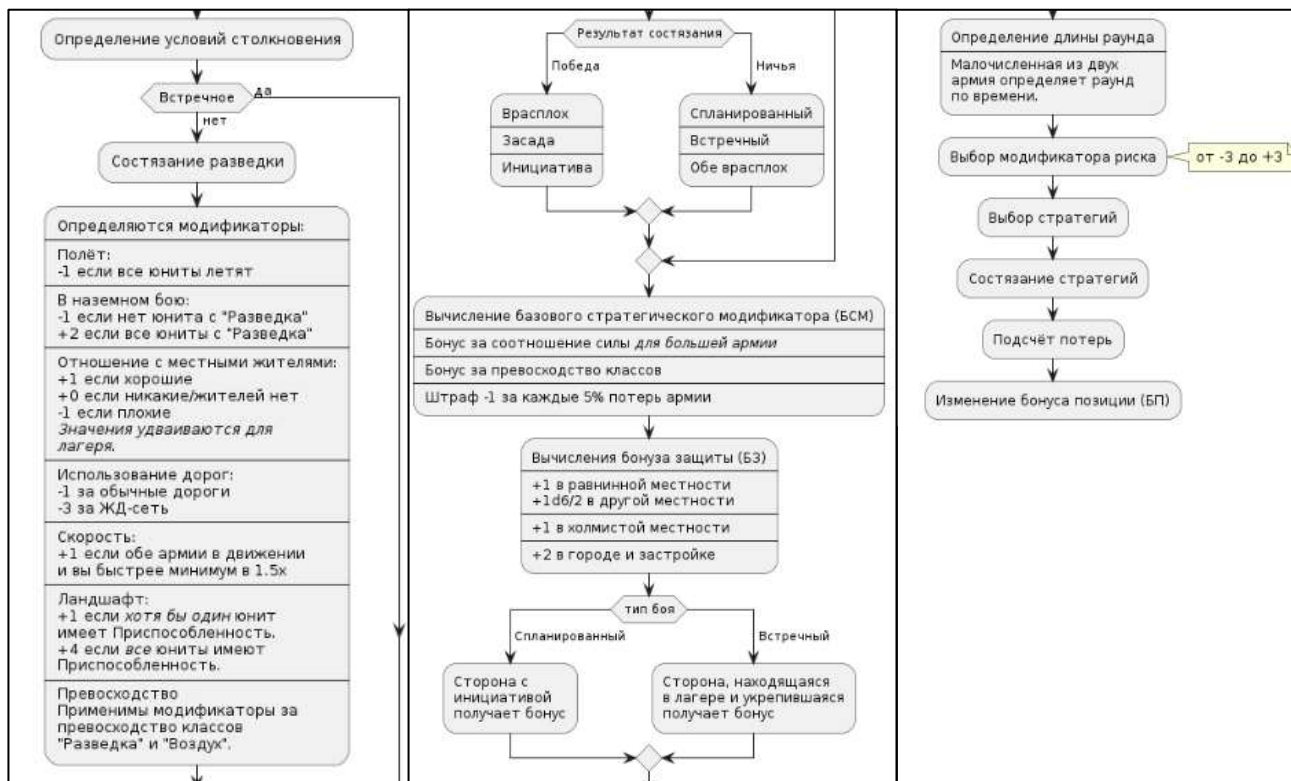 Определение условий столкновения
Встречное
да
нет
Состязание разведки
Определяются модификаторы:
Полёт:
-1 если все юниты летят
В наземном бою:
-1 если нет юнита с "Разведка"
+2 если все юниты с "Разведка"
Отношение с местными жителями:
+1 если хорошие
+0 если никакие/жителей нет
-1 если плохие
Значения удваиваются для
лагеря.
Использование дорог:
-1 за обычные дороги
-3 за ЖД-сеть
Скорость:
+1 если обе армии в движении
и вы быстрее минимум в 1.5x
Ландшафт:
+1 если хотя бы один юнит
имеет Приспособленность.
+4 если все юниты имеют
Приспособленность.
Превосходство
Применимы модификаторы за
превосходство классов
"Разведка" и "Воздух".
Результат состязания
Победа
Ничья
Врасплох
Засада
Инициатива
Спланированный
Встречный
Обе врасплох
Вычисление базового стратегического модификатора (БСМ)
Бонус за соотношение силы для большей армии
Бонус за превосходство классов
Штраф -1 за каждые 5% потерь армии
Вычисления бонуза защиты (БЗ)
+1 в равнинной местности
+1d6/2 в другой местности
+1 в холмистой местности
+2 в городе и застройке
тип боя
Спланированный
Встречный
Сторона с
инициативой
получает бонус
Сторона, находящаяся
в лагере и укрепившаяся
получает бонус
Определение длины раунда
Малочисленная из двух
армия определяет раунд
по времени.
Выбор модификатора риска
от -3 до +3
Выбор стратегий
Состязание стратегий
Подсчёт потерь
Изменение бонуса позиции (БП)